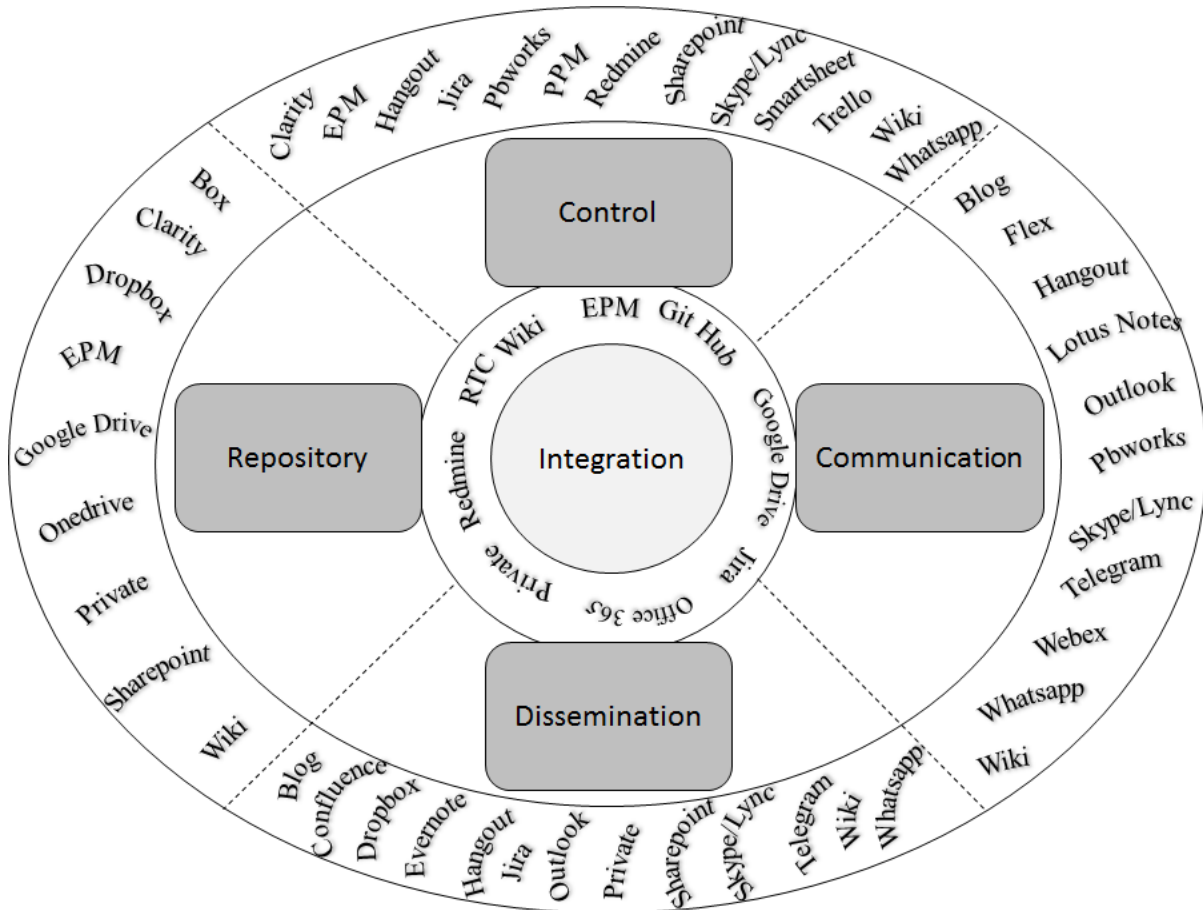 Clarity
EPM
Hangout
Jira
Pbworks
PPM
Redmine
Sharepoint
Skype/Lync
Smartsheet
Trello
Wiki
Whatsapp
Control
Box
Clarity
Dropbox
EPM
Google Drive
Onedrive
Private
Sharepoint
Wiki
Repository
EPM
Git Hub
Google Drive
Jira
Office 365
Private
Redmine
RTC
Wiki
Integration
Communication
Blog
Flex
Hangout
Lotus Notes
Outlook
Pbworks
Skype/Lync
Telegram
Webex
Whatsapp
Wiki
Dissemination
Blog
Confluence
Dropbox
Evernote
Hangout
Jira
Outlook
Private
Sharepoint
Skype/Lync
Telegram
Wiki
Whatsapp